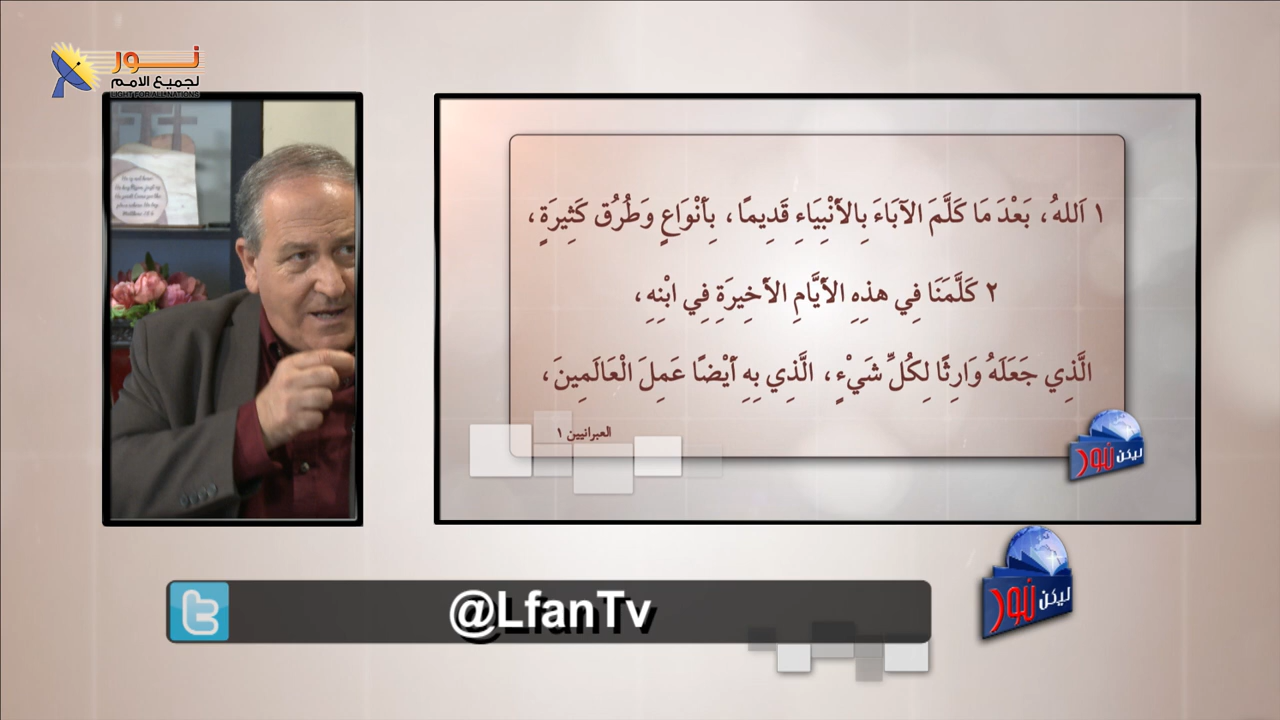 نور
لجميع الامم
LIGHT FOR ALL NATIONS
١ اَللهُ، بَعْدَ مَا كَلَّمَ الآبَاءَ بِالأَنْبِيَاءِ قَدِيمًا، بِأَنْوَاعٍ وَطُرُق كَثِيرَةٍ،
٢ كَلَّمَنَا فِي هذِهِ الأَيَّامِ الأَخِيرَةِ فِي ابْنِهِ،
الَّذِي جَعَلَهُ وَارِثًا لِكُلِّ شَيْءٍ، الَّذِي بِهِ أَيْضًا عَمِلَ الْعَالَمِينَ،
العبرانيين ١
ليكن نور
@LfanTv
ليكن نور